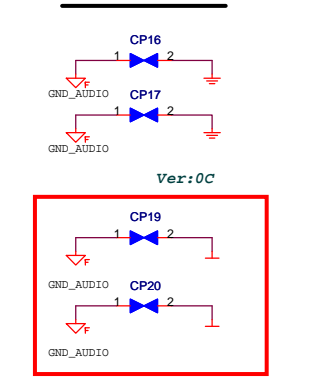 CP16
1 2
F
GND_AUDIO
CP17
1 2
F
GND_AUDIO
Ver:0C
CP19
1 2
F
GND_AUDIO
CP20
1 2
F
GND_AUDIO